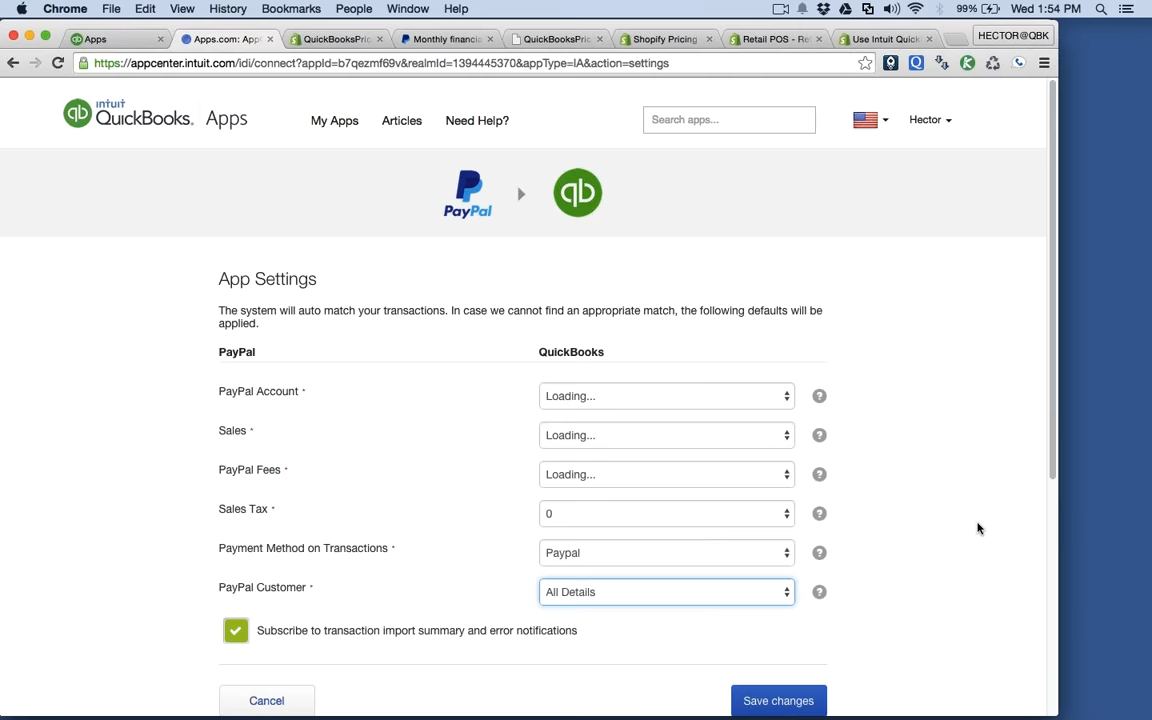 Chrome File Edit View History Bookmarks People Window Help 99% Wed 1:54 PM
Apps Apps.com: App QuickBooksPric Monthly financia QuickBooksPric Shopify Pricing Retail POS - Re Use Intuit Quick HECTOR@QBK
https://appcenter.intuit.com/idi/connect?appId=b7qezmf69v&realmId=1394445370&appType=IA&action=settings
intuit
qb QuickBooks. Apps My Apps Articles Need Help? Search apps... Hector
PayPal qb
App Settings
The system will auto match your transactions. In case we cannot find an appropriate match, the following defaults will be
applied.
PayPal QuickBooks
PayPal Account * Loading... ?
Sales * Loading... ?
PayPal Fees * Loading... ?
Sales Tax * 0 ?
Payment Method on Transactions * Paypal ?
PayPal Customer * All Details ?
Subscribe to transaction import summary and error notifications
Cancel Save changes